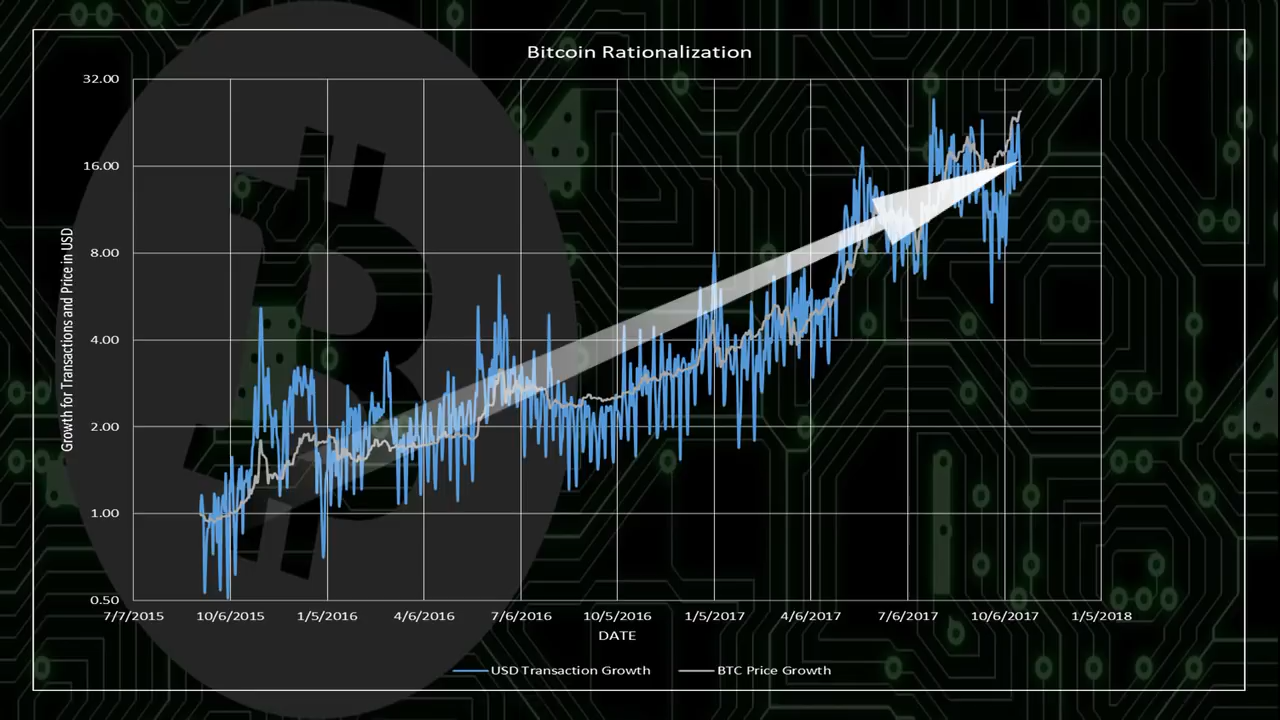 Bitcoin Rationalization
32.00
16.00
8.00
4.00
2.00
1.00
0.50
Growth for Transactions and Price in USD
7/7/2015 10/6/2015 1/5/2016 4/6/2016 7/6/2016 10/5/2016 1/5/2017 4/6/2017 7/6/2017 10/6/2017 1/5/2018
DATE
USD Transaction Growth BTC Price Growth